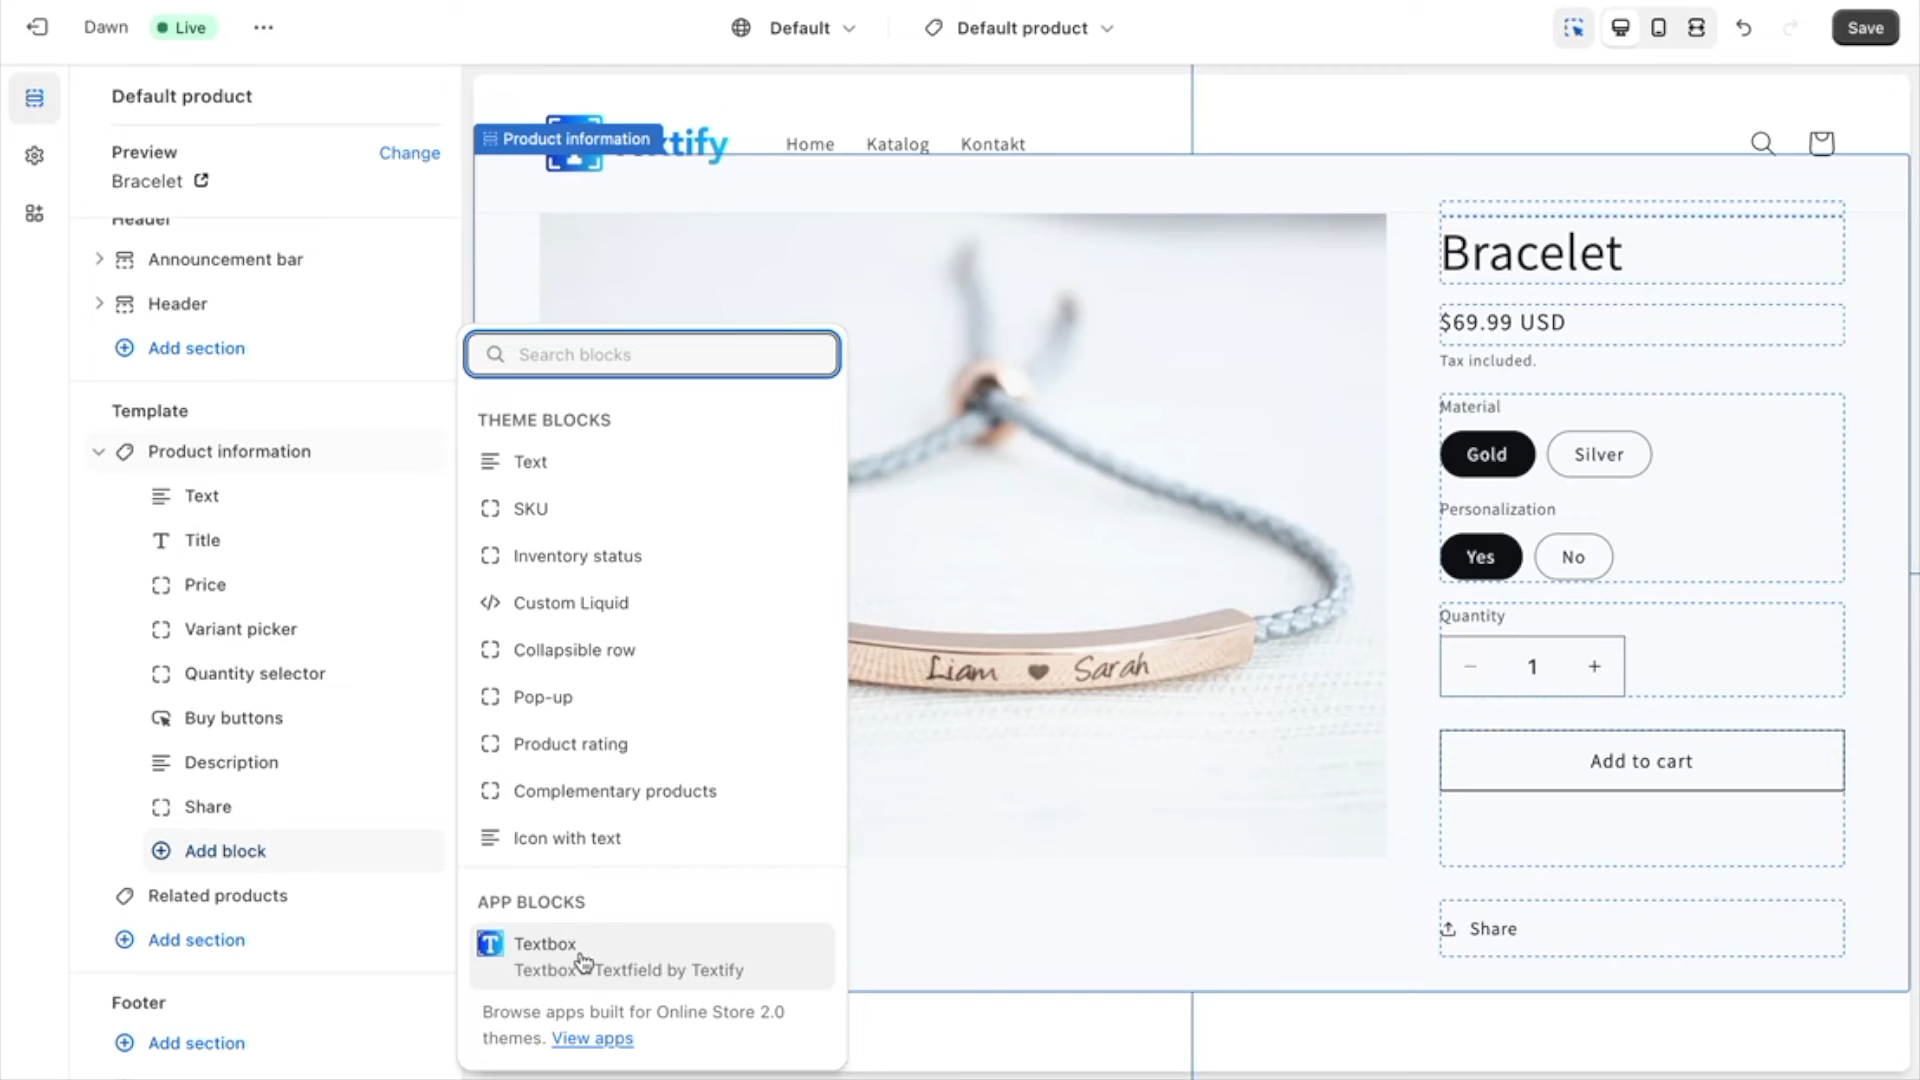 Dawn
Live
Default
Default product
Save
Default product
Preview
Change
Bracelet
Header
Announcement bar
Header
Add section
Template
Product information
Text
Title
Price
Variant picker
Quantity selector
Buy buttons
Description
Share
Add block
Related products
Add section
Footer
Add section
Search blocks
THEME BLOCKS
Text
SKU
Inventory status
Custom Liquid
Collapsible row
Pop-up
Product rating
Complementary products
Icon with text
APP BLOCKS
Textbox
Textbox Textfield by Textify
Browse apps built for Online Store 2.0
themes. View apps
Product information
xtify
Home
Katalog
Kontakt
Liam Sarah
Bracelet
$69.99 USD
Tax included.
Material
Gold
Silver
Personalization
Yes
No
Quantity
1
Add to cart
Share